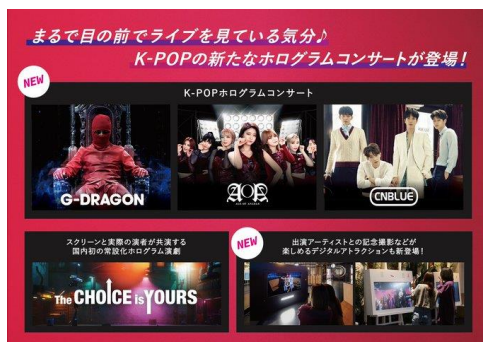 まるで目の前でライブを見ている気分♪
K-POPの新たなホログラムコンサートが登場！
NEW
K-POPホログラムコンサート
G-DRAGON
AOA
ACE OF ANGELS
CNBLUE
スクリーンと実際の演者が共演する
国内初の常設化ホログラム演劇
The CHOICE is YOURS
NEW
出演アーティストとの記念撮影などが
楽しめるデジタルアトラクションも新登場！